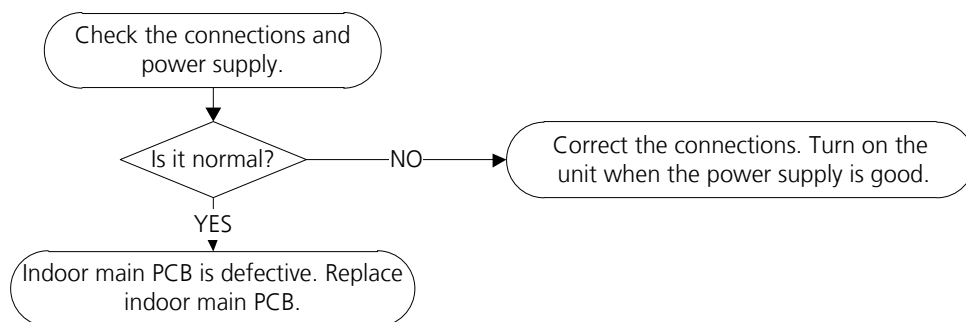 Check the connections and
power supply.
Is it normal?
NO
Correct the connections. Turn on the
unit when the power supply is good.
YES
Indoor main PCB is defective. Replace
indoor main PCB.